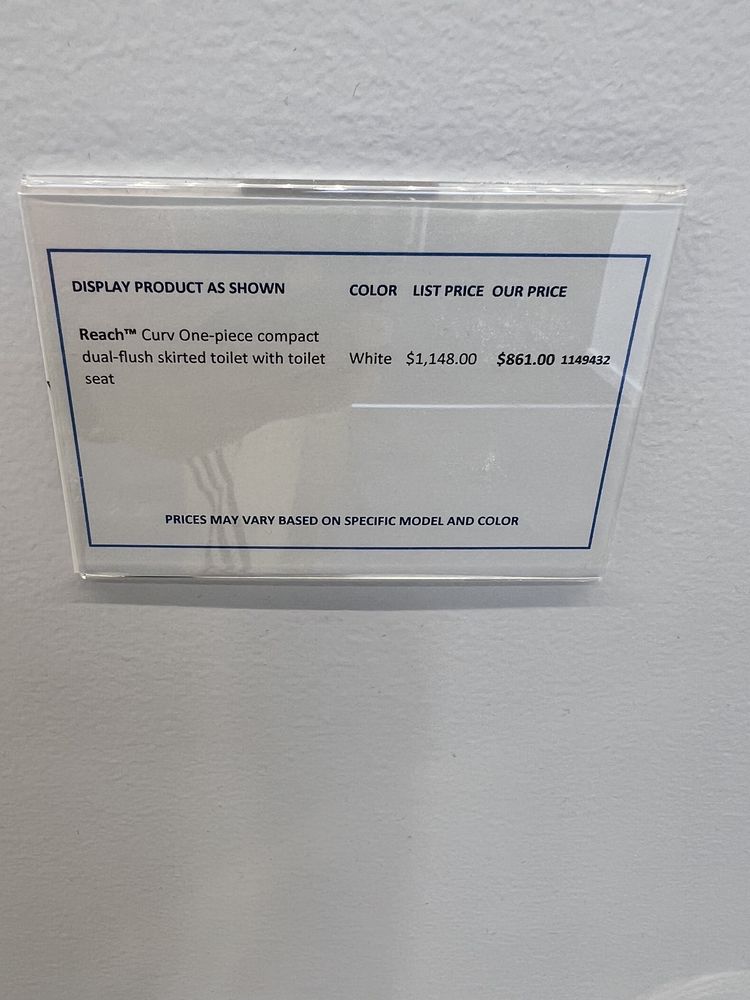 DISPLAY PRODUCT AS SHOWN COLOR LIST PRICE OUR PRICE
Reach™ Curv One-piece compact
dual-flush skirted toilet with toilet White $1,148.00 $861.00 1149432
seat
PRICES MAY VARY BASED ON SPECIFIC MODEL AND COLOR